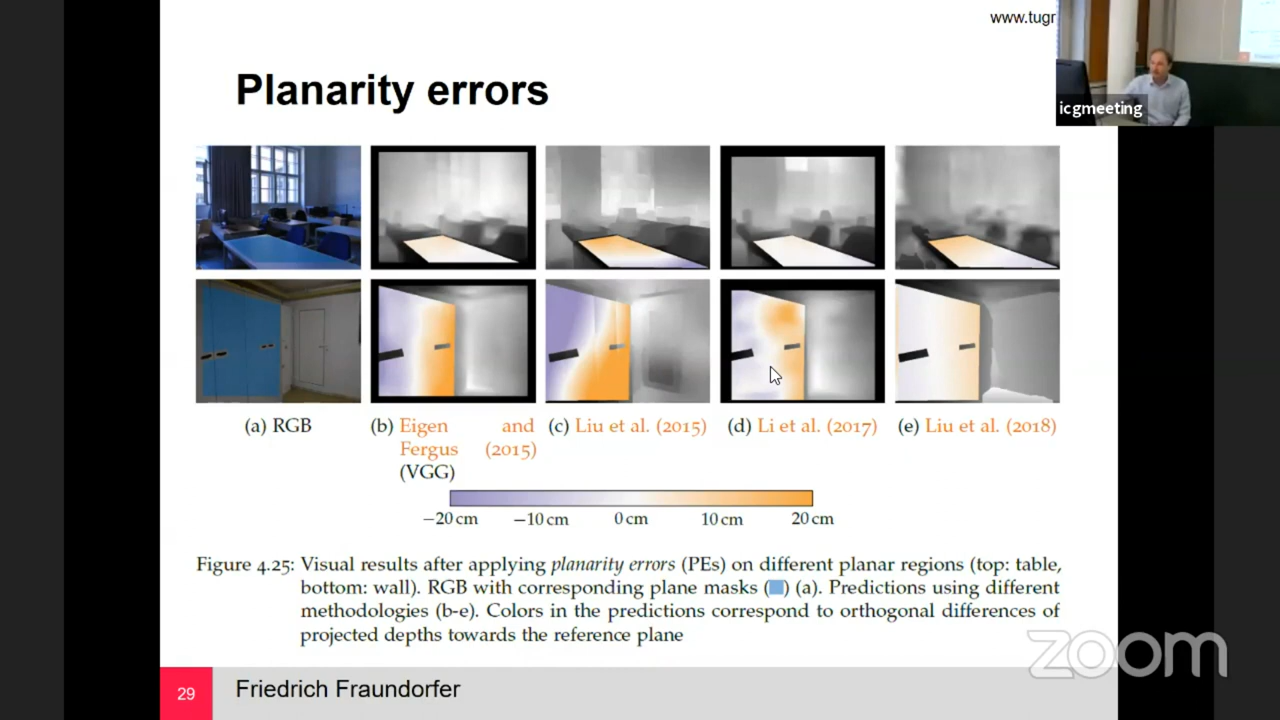 www.tugr
Planarity errors
icgmeeting
(a) RGB
(b) Eigen and Fergus (2015) (VGG)
(c) Liu et al. (2015)
(d) Li et al. (2017)
(e) Liu et al. (2018)
−20 cm −10 cm 0 cm 10 cm 20 cm
Figure 4.25: Visual results after applying planarity errors (PEs) on different planar regions (top: table,
bottom: wall). RGB with corresponding plane masks ( ) (a). Predictions using different
methodologies (b-e). Colors in the predictions correspond to orthogonal differences of
projected depths towards the reference plane
zoom
29 Friedrich Fraundorfer